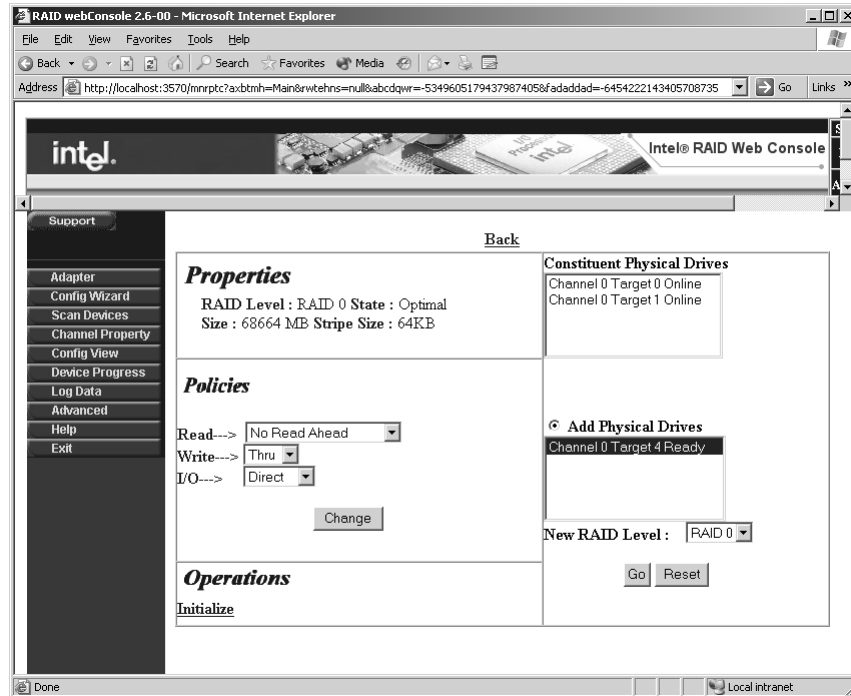 RAID webConsole 2.6-00 - Microsoft Internet Explorer
File Edit View Favorites Tools Help
Back Search Favorites Media
Address http://localhost:3570/mnrptc?axbtmh=Main&rwtehns=null&abcdqwr=-5349605179437987405&fadaddad=-6454222143405708735 Go Links »
intel.
Intel® RAID Web Console
Support
Adapter
Config Wizard
Scan Devices
Channel Property
Config View
Device Progress
Log Data
Advanced
Help
Exit
Back
Properties
RAID Level : RAID 0 State : Optimal
Size : 68664 MB Stripe Size : 64KB
Policies
Read---> No Read Ahead
Write---> Thru
I/O---> Direct
Change
Operations
Initialize
Constituent Physical Drives
Channel 0 Target 0 Online
Channel 0 Target 1 Online
Add Physical Drives
Channel 0 Target 4 Ready
New RAID Level : RAID 0
Go Reset
Done
Local intranet